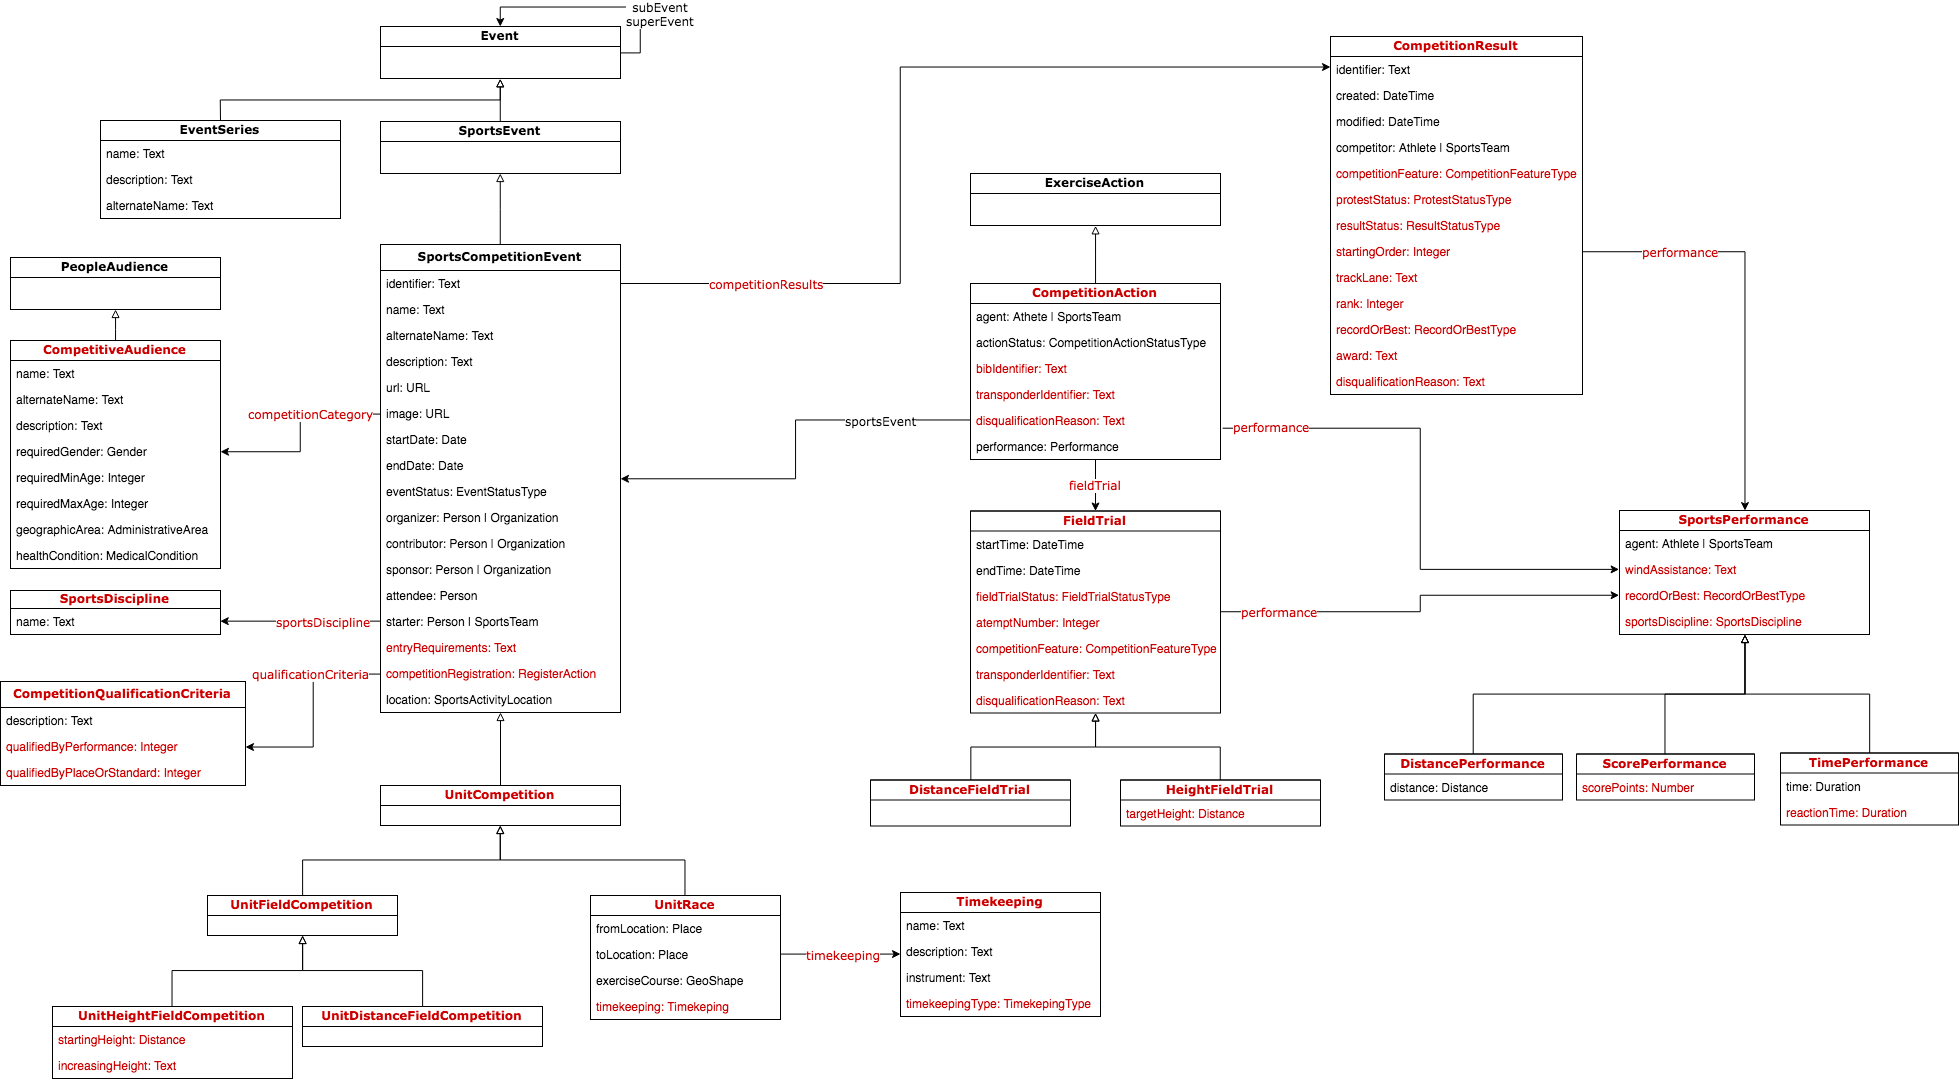 subEvent
superEvent
Event
EventSeries
name: Text
description: Text
alternateName: Text
SportsEvent
SportsCompetitionEvent
identifier: Text
name: Text
alternateName: Text
description: Text
url: URL
image: URL
startDate: Date
endDate: Date
eventStatus: EventStatusType
organizer: Person | Organization
contributor: Person | Organization
sponsor: Person | Organization
attendee: Person
starter: Person | SportsTeam
entryRequirements: Text
competitionRegistration: RegisterAction
location: SportsActivityLocation
PeopleAudience
CompetitiveAudience
name: Text
alternateName: Text
description: Text
requiredGender: Gender
requiredMinAge: Integer
requiredMaxAge: Integer
geographicArea: AdministrativeArea
healthCondition: MedicalCondition
competitionCategory
SportsDiscipline
name: Text
sportsDiscipline
qualificationCriteria
CompetitionQualificationCriteria
description: Text
qualifiedByPerformance: Integer
qualifiedByPlaceOrStandard: Integer
UnitCompetition
UnitFieldCompetition
UnitHeightFieldCompetition
startingHeight: Distance
increasingHeight: Text
UnitDistanceFieldCompetition
UnitRace
fromLocation: Place
toLocation: Place
exerciseCourse: GeoShape
timekeeping: Timekeping
timekeeping
Timekeeping
name: Text
description: Text
instrument: Text
timekeepingType: TimekepingType
competitionResults
sportsEvent
ExerciseAction
CompetitionAction
agent: Athete | SportsTeam
actionStatus: CompetitionActionStatusType
bibIdentifier: Text
transponderIdentifier: Text
disqualificationReason: Text
performance: Performance
fieldTrial
FieldTrial
startTime: DateTime
endTime: DateTime
fieldTrialStatus: FieldTrialStatusType
atemptNumber: Integer
competitionFeature: CompetitionFeatureType
transponderIdentifier: Text
disqualificationReason: Text
DistanceFieldTrial
HeightFieldTrial
targetHeight: Distance
performance
performance
performance
CompetitionResult
identifier: Text
created: DateTime
modified: DateTime
competitor: Athlete | SportsTeam
competitionFeature: CompetitionFeatureType
protestStatus: ProtestStatusType
resultStatus: ResultStatusType
startingOrder: Integer
trackLane: Text
rank: Integer
recordOrBest: RecordOrBestType
award: Text
disqualificationReason: Text
SportsPerformance
agent: Athlete | SportsTeam
windAssistance: Text
recordOrBest: RecordOrBestType
sportsDiscipline: SportsDiscipline
DistancePerformance
distance: Distance
ScorePerformance
scorePoints: Number
TimePerformance
time: Duration
reactionTime: Duration